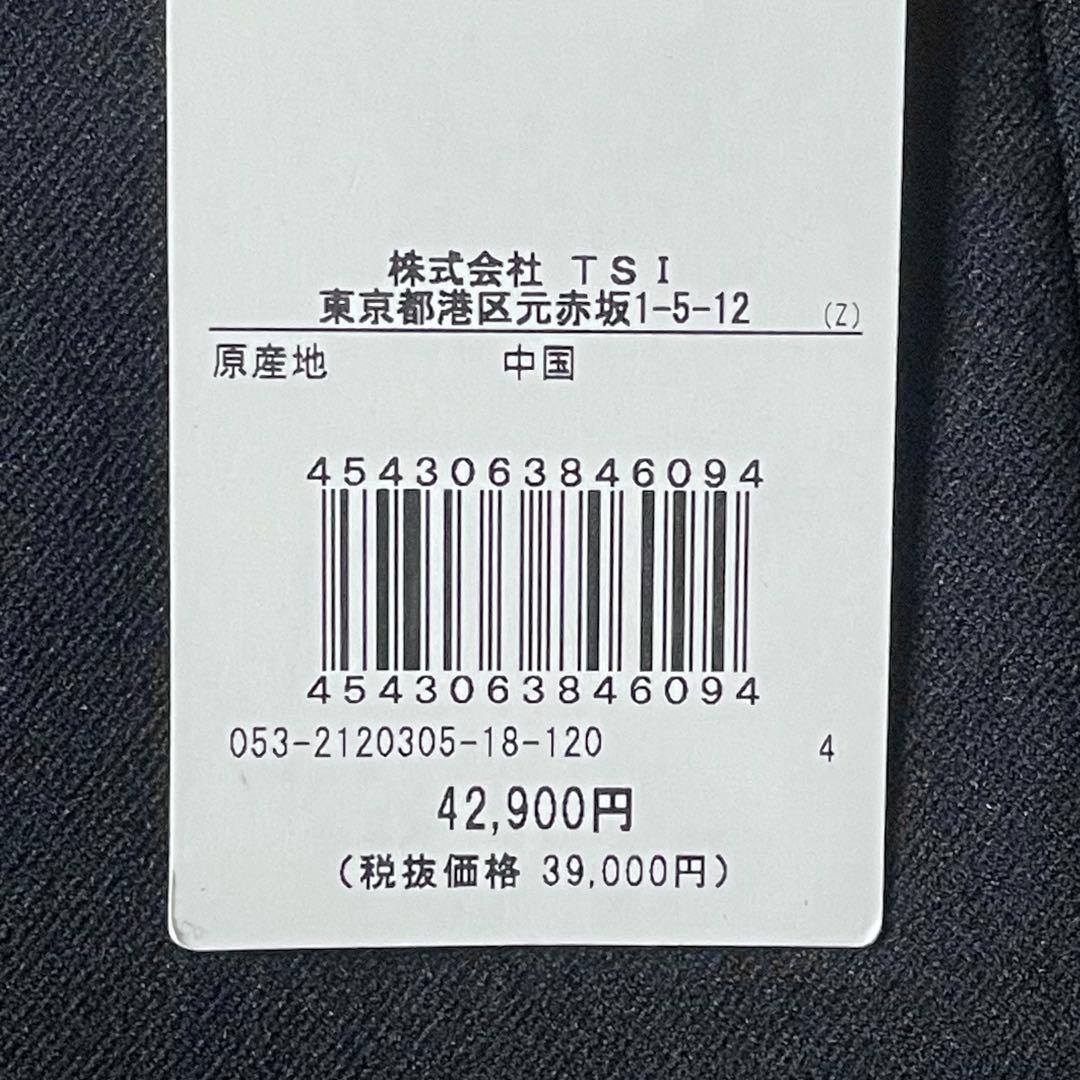 株式会社 TSI
東京都港区元赤坂1-5-12 (Z)
原産地 中国
4543063846094
4543063846094
053-2120305-18-120 4
42,900円
(税抜価格 39,000円)